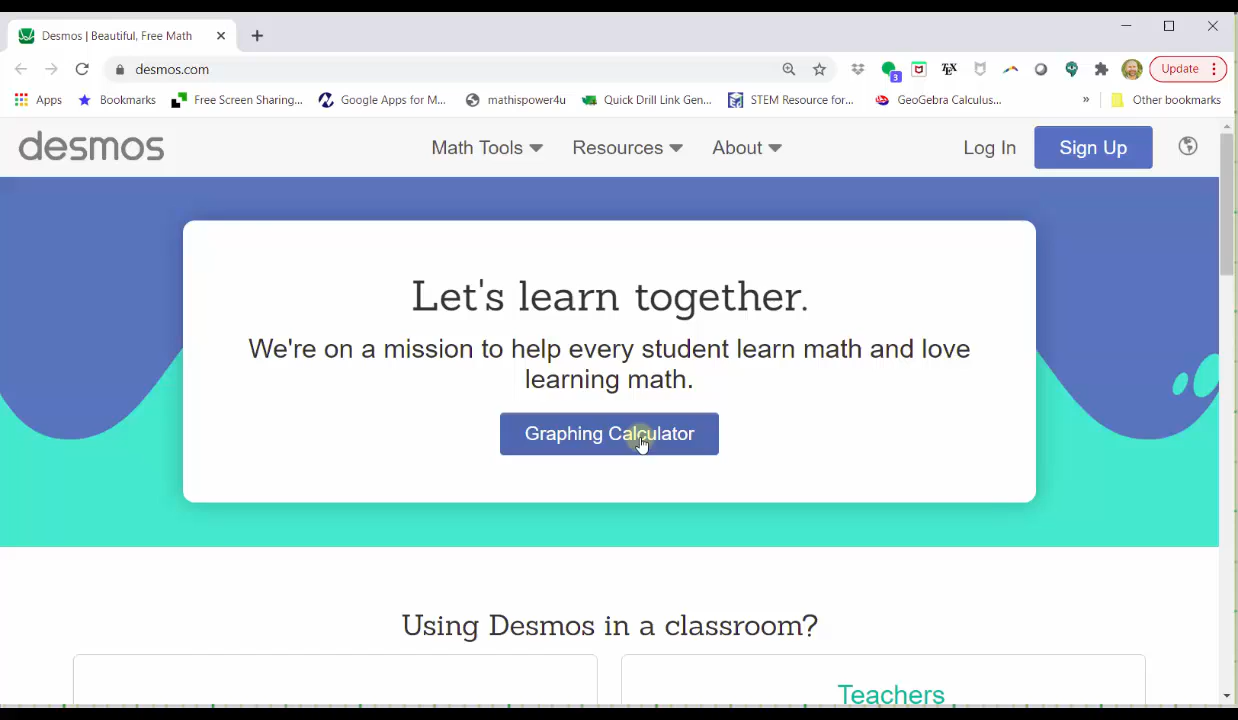 Desmos | Beautiful, Free Math
desmos.com
3
TEX
Update
Apps
Bookmarks
Free Screen Sharing...
Google Apps for M...
mathispower4u
Quick Drill Link Gen...
STEM Resource for...
GeoGebra Calculus...
»
Other bookmarks
desmos
Math Tools
Resources
About
Log In
Sign Up
Let's learn together.
We're on a mission to help every student learn math and love
learning math.
Graphing Calculator
Using Desmos in a classroom?
Teachers